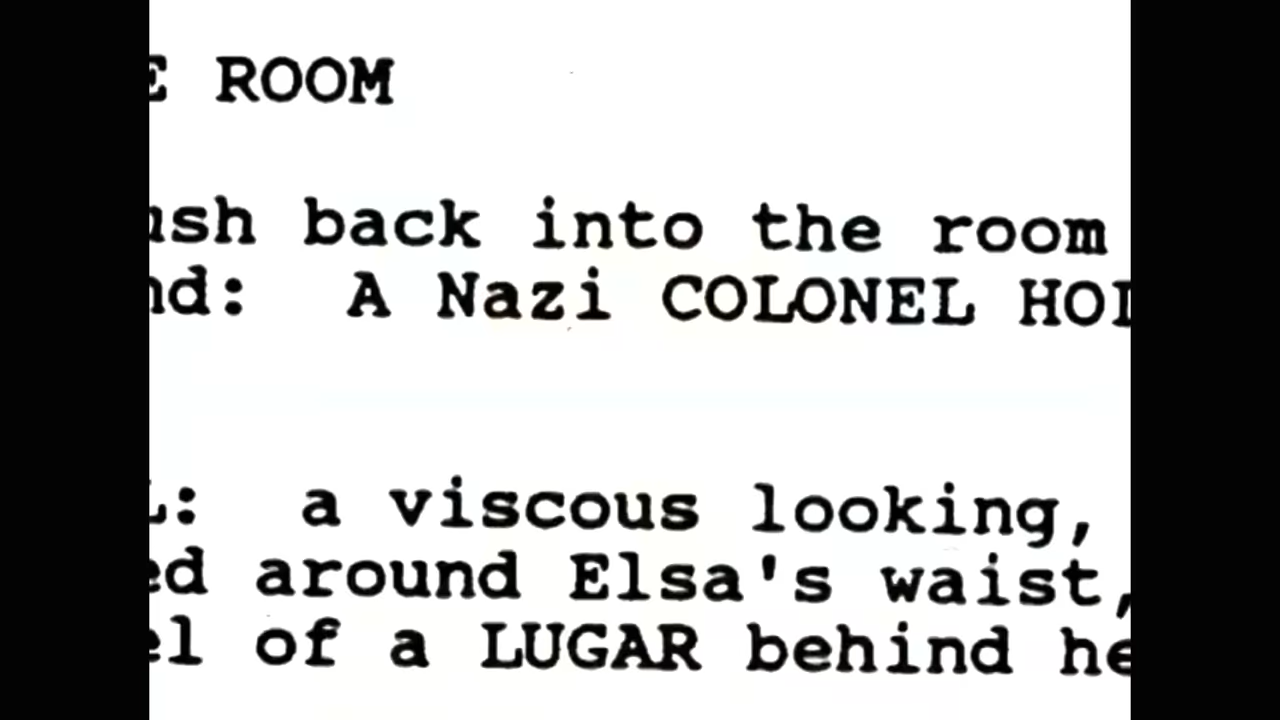 E ROOM
ush back into the room
nd: A Nazi COLONEL HOL
L: a viscous looking,
ed around Elsa's waist,
el of a LUGAR behind he